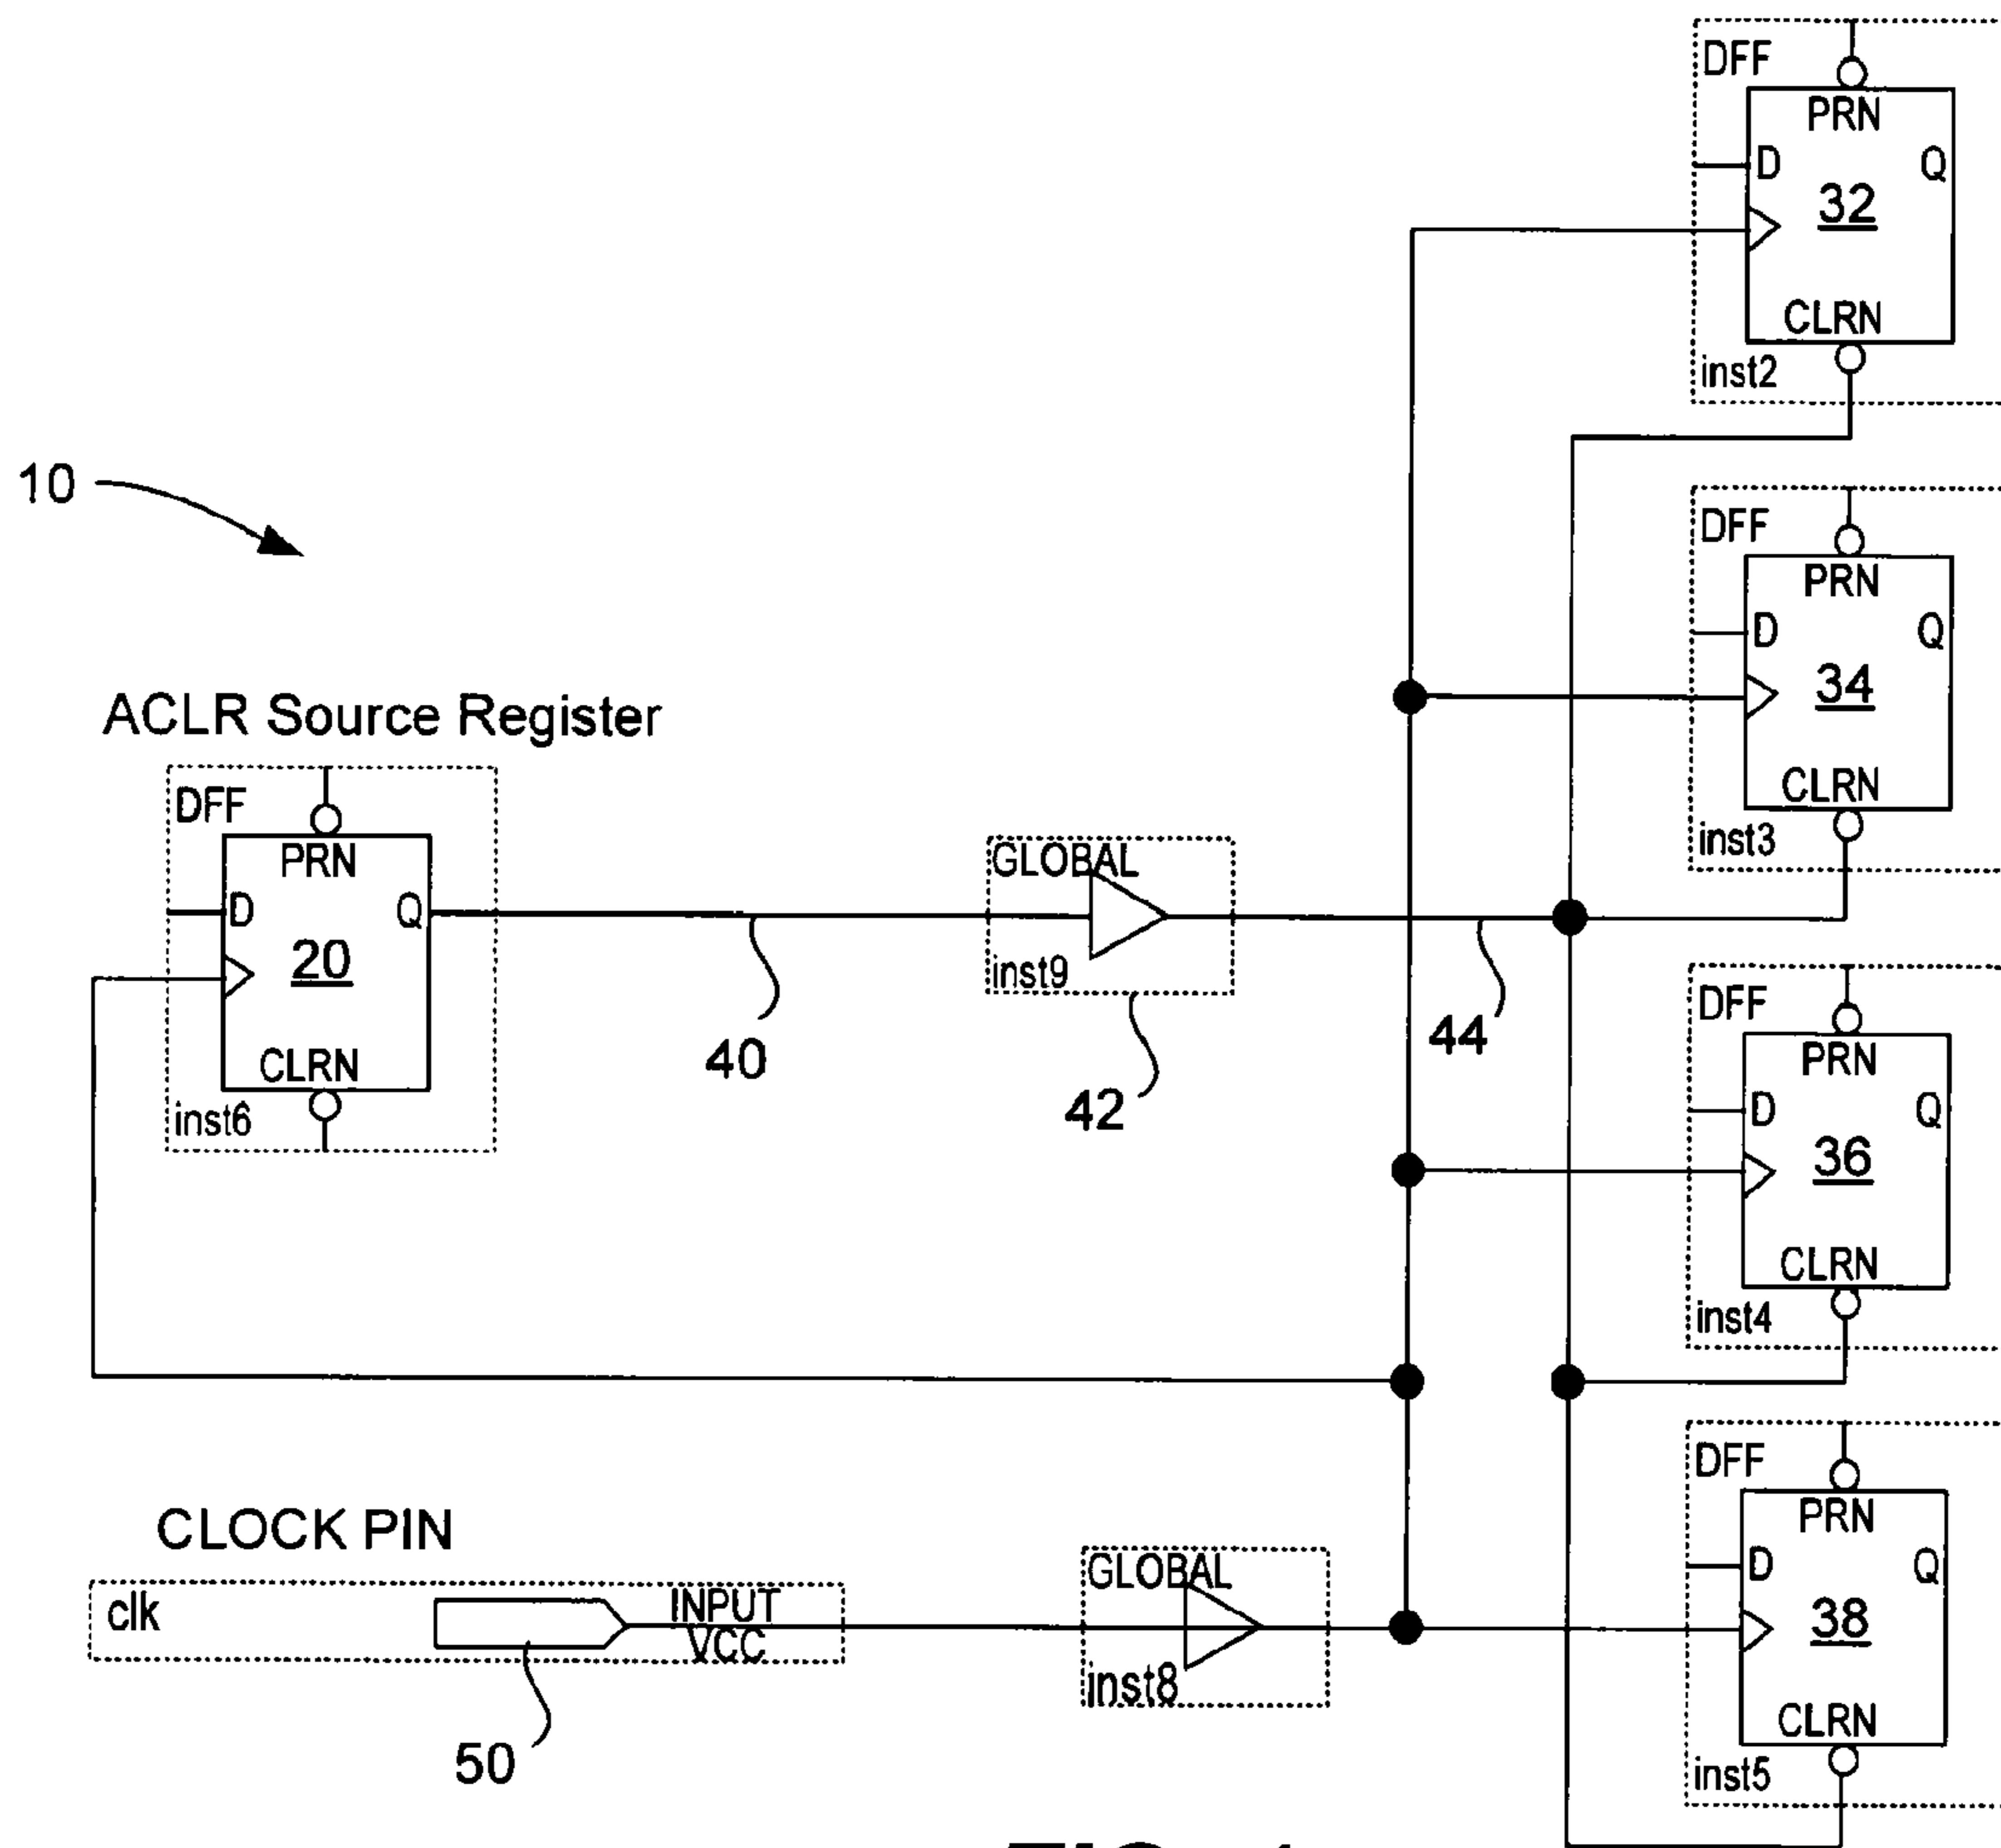 DFF
PRN
D Q
32
CLRN
inst2
10
DFF
PRN
D Q
34
CLRN
inst3
ACLR Source Register
DFF
PRN
D Q
20
CLRN
inst6
40
GLOBAL
inst9
42
44
DFF
PRN
D Q
36
CLRN
inst4
CLOCK PIN
clk
INPUT
VCC
50
GLOBAL
inst8
DFF
PRN
D Q
38
CLRN
inst5